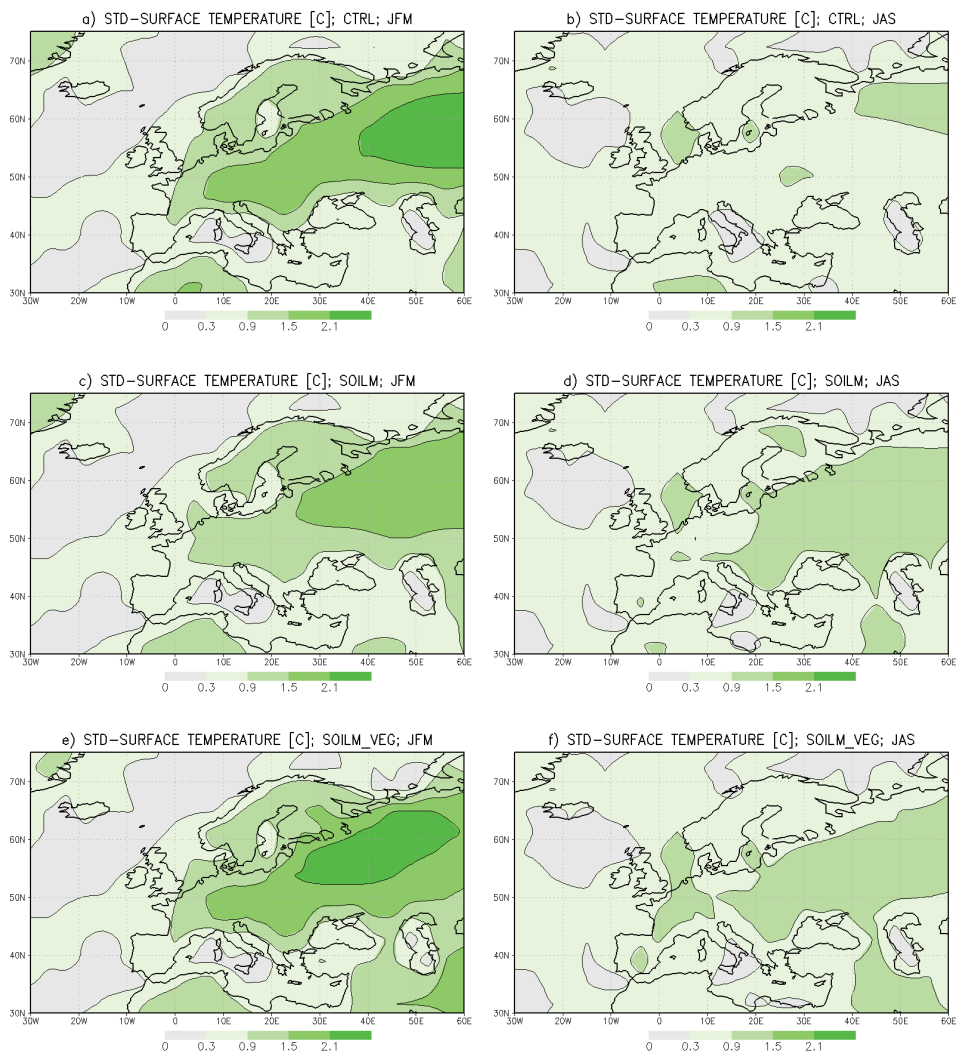 a) STD-SURFACE TEMPERATURE [C]; CTRL; JFM
b) STD-SURFACE TEMPERATURE [C]; CTRL; JAS
70N
60N
50N
40N
30N
30W 20W 10W 0 10E 20E 30E 40E 50E 60E
0 0.3 0.9 1.5 2.1
70N
60N
50N
40N
30N
30W 20W 10W 0 10E 20E 30E 40E 50E 60E
0 0.3 0.9 1.5 2.1
c) STD-SURFACE TEMPERATURE [C]; SOILM; JFM
d) STD-SURFACE TEMPERATURE [C]; SOILM; JAS
70N
60N
50N
40N
30N
30W 20W 10W 0 10E 20E 30E 40E 50E 60E
0 0.3 0.9 1.5 2.1
70N
60N
50N
40N
30N
30W 20W 10W 0 10E 20E 30E 40E 50E 60E
0 0.3 0.9 1.5 2.1
e) STD-SURFACE TEMPERATURE [C]; SOILM_VEG; JFM
f) STD-SURFACE TEMPERATURE [C]; SOILM_VEG; JAS
70N
60N
50N
40N
30N
30W 20W 10W 0 10E 20E 30E 40E 50E 60E
0 0.3 0.9 1.5 2.1
70N
60N
50N
40N
30N
30W 20W 10W 0 10E 20E 30E 40E 50E 60E
0 0.3 0.9 1.5 2.1